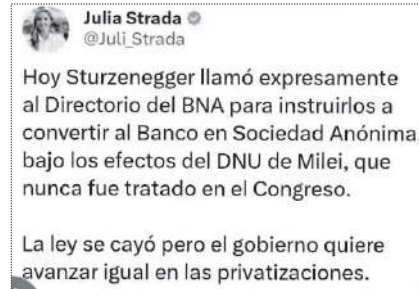 Julia Strada
@Juli_Strada
Hoy Sturzenegger llamó expresamente
al Directorio del BNA para instruirlos a
convertir al Banco en Sociedad Anónima,
bajo los efectos del DNU de Milei, que
nunca fue tratado en el Congreso.
La ley se cayó pero el gobierno quiere
avanzar igual en las privatizaciones.